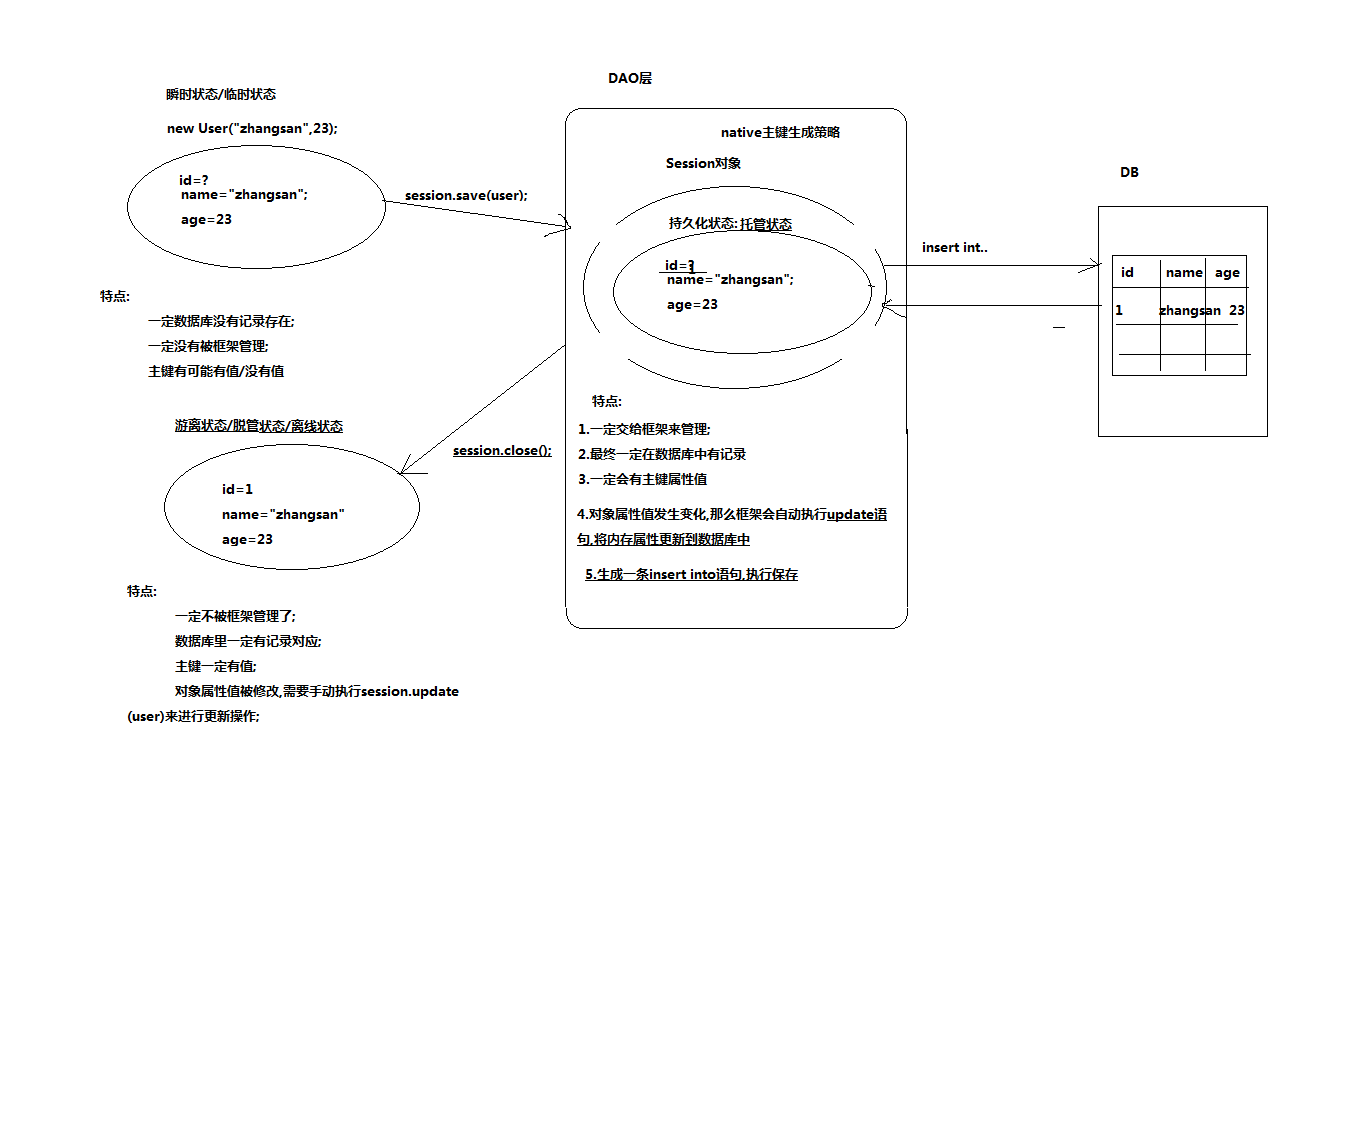 DAO层
瞬时状态/临时状态
new User("zhangsan",23);
id=?
name="zhangsan";
age=23
session.save(user);
特点:
一定数据库没有记录存在;
一定没有被框架管理;
主键有可能有值/没有值
游离状态/脱管状态/离线状态
session.close();
id=1
name="zhangsan"
age=23
特点:
一定不被框架管理了;
数据库里一定有记录对应;
主键一定有值;
对象属性值被修改,需要手动执行session.update
(user)来进行更新操作;
native主键生成策略
Session对象
持久化状态:托管状态
id=?
1
name="zhangsan";
age=23
特点:
1.一定交给框架来管理;
2.最终一定在数据库中有记录
3.一定会有主键属性值
4.对象属性值发生变化,那么框架会自动执行update语
句,将内存属性更新到数据库中
5.生成一条insert into语句,执行保存
insert int..
DB
id name age
1 zhangsan 23